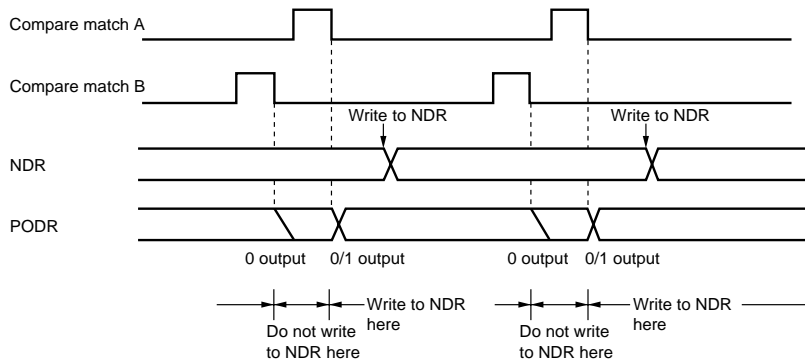 Compare match A
Compare match B
Write to NDR
Write to NDR
NDR
PODR
0 output
0/1 output
0 output
0/1 output
Write to NDR
here
Do not write
to NDR here
Write to NDR
here
Do not write
to NDR here